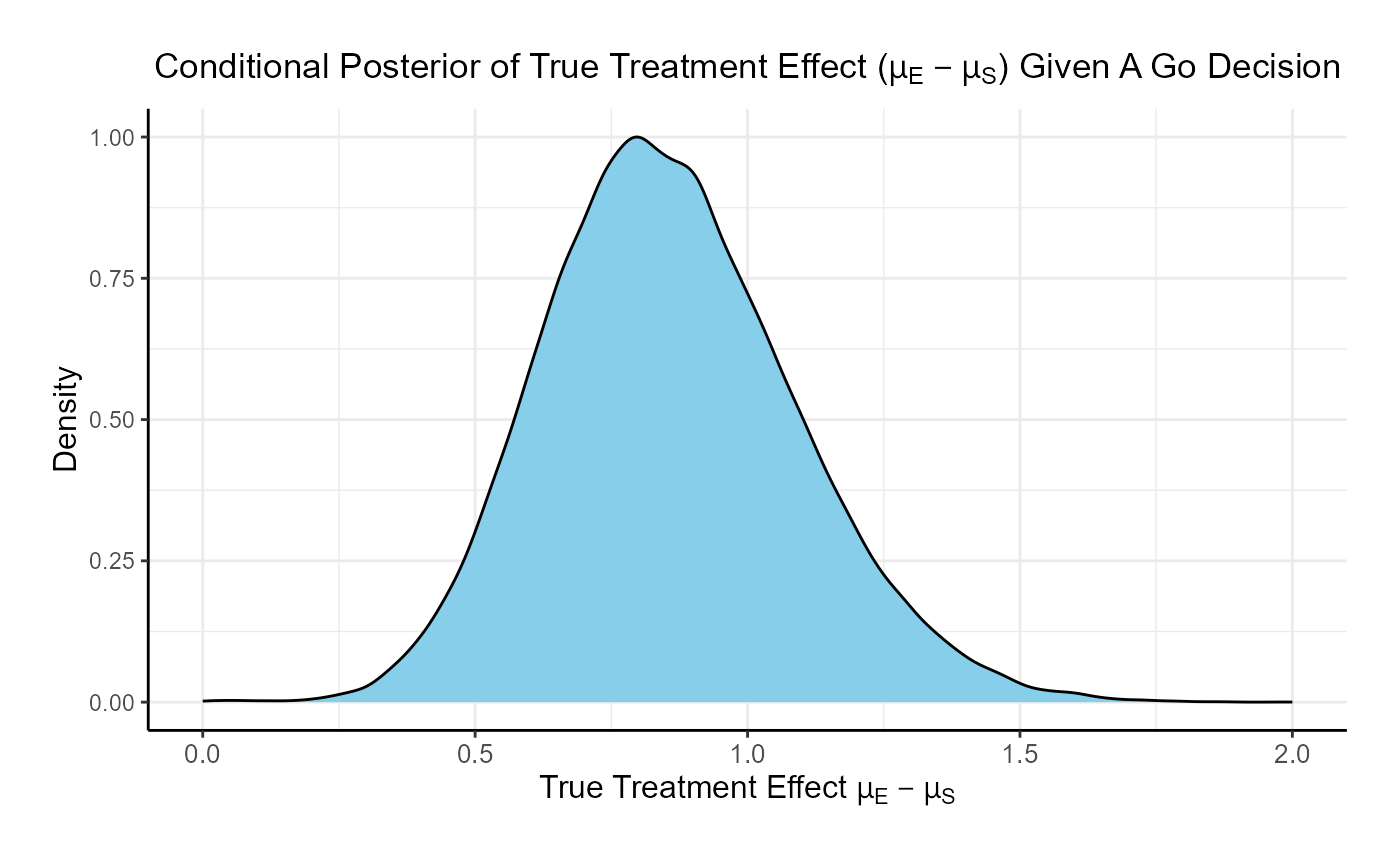 Conditional Posterior of True Treatment Effect (μE − μS) Given A Go Decision
1.00
0.75
0.50
0.25
0.00
Density
0.0 0.5 1.0 1.5 2.0
True Treatment Effect μE − μS